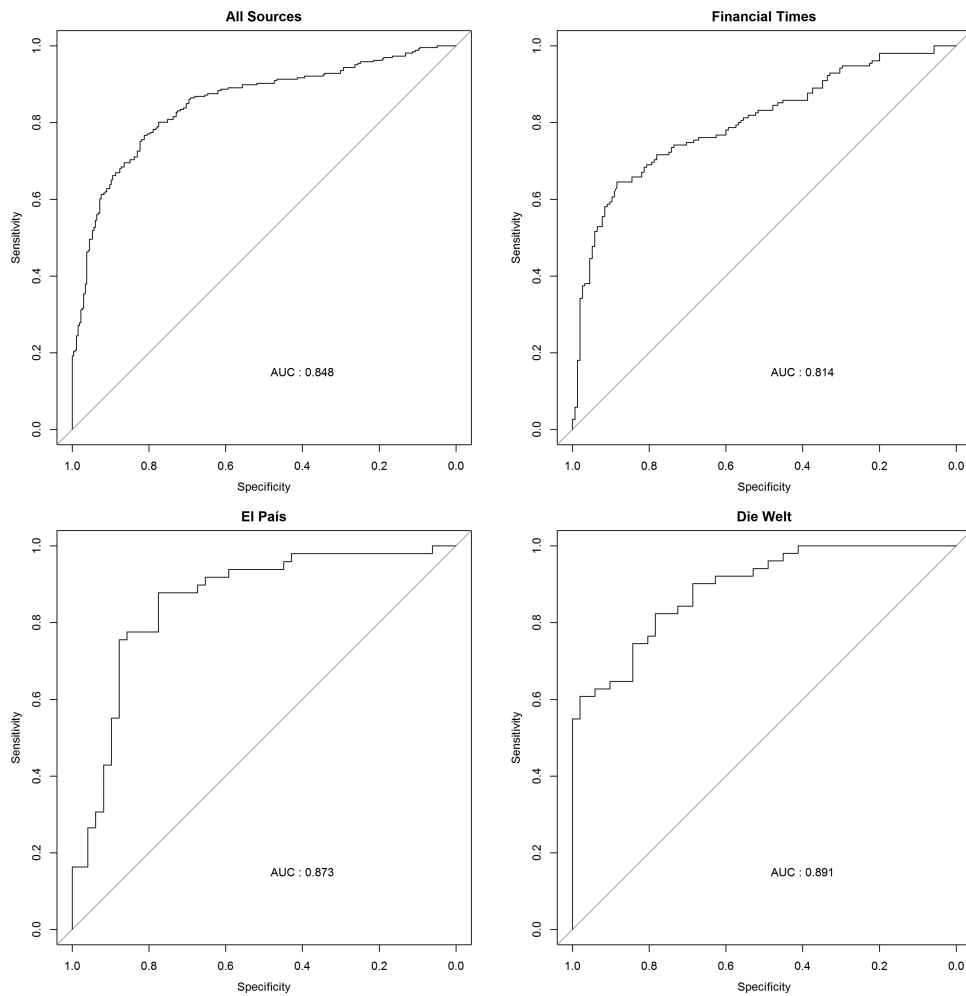 All Sources
Sensitivity
1.0
0.8
0.6
0.4
0.2
0.0
AUC : 0.848
1.0 0.8 0.6 0.4 0.2 0.0
Specificity
Financial Times
Sensitivity
1.0
0.8
0.6
0.4
0.2
0.0
AUC : 0.814
1.0 0.8 0.6 0.4 0.2 0.0
Specificity
El País
Sensitivity
1.0
0.8
0.6
0.4
0.2
0.0
AUC : 0.873
1.0 0.8 0.6 0.4 0.2 0.0
Specificity
Die Welt
Sensitivity
1.0
0.8
0.6
0.4
0.2
0.0
AUC : 0.891
1.0 0.8 0.6 0.4 0.2 0.0
Specificity